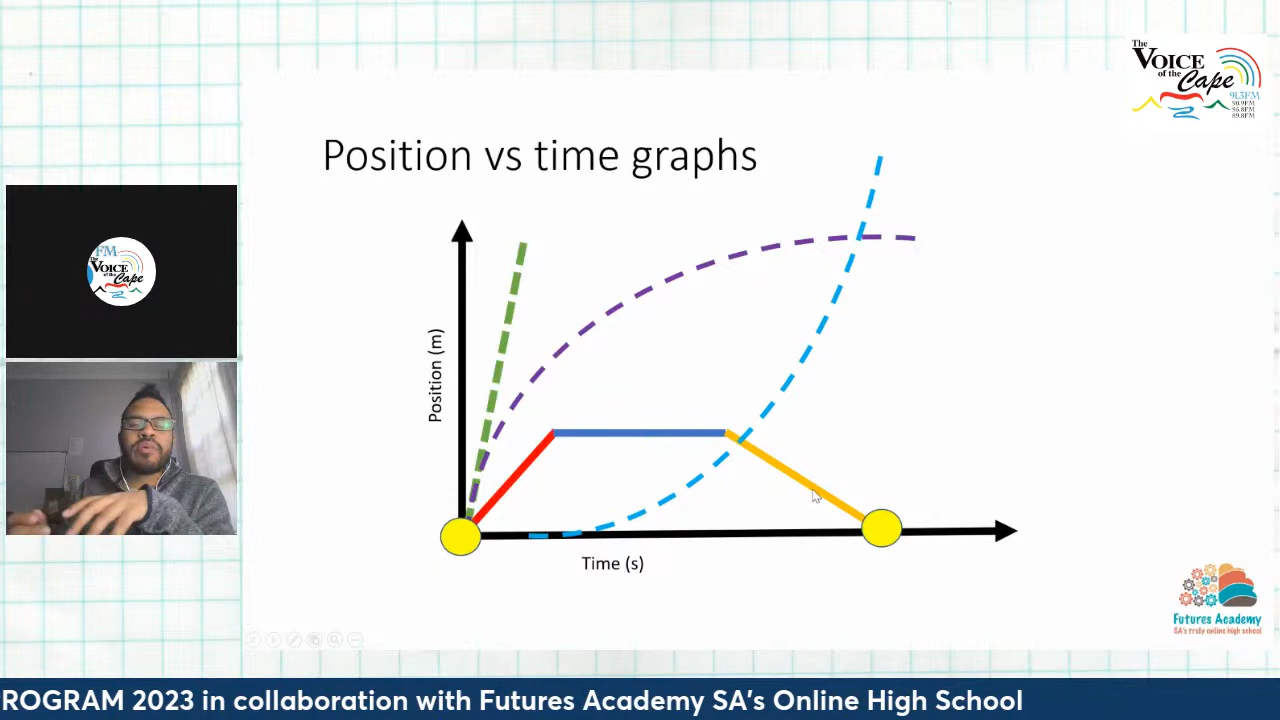 The
VOICE
of the
Cape
91.3FM
90.9FM
95.8FM
89.8FM
Position vs time graphs
FM
The
VOICE
of the
Cape
Position (m)
Time (s)
Futures Academy
SA's truly online high school
ROGRAM 2023 in collaboration with Futures Academy SA's Online High School